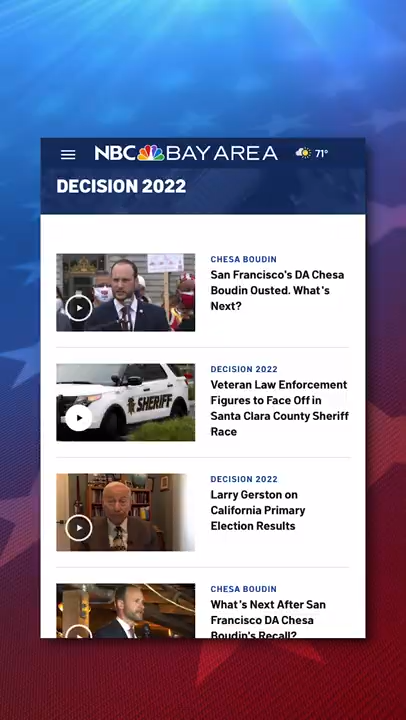 NBC BAY AREA 71°
DECISION 2022
CHESA BOUDIN
San Francisco's DA Chesa
Boudin Ousted. What's
Next?
SHERIFF
DECISION 2022
Veteran Law Enforcement
Figures to Face Off in
Santa Clara County Sheriff
Race
DECISION 2022
Larry Gerston on
California Primary
Election Results
CHESA BOUDIN
What's Next After San
Francisco DA Chesa
Boudin's Recall?